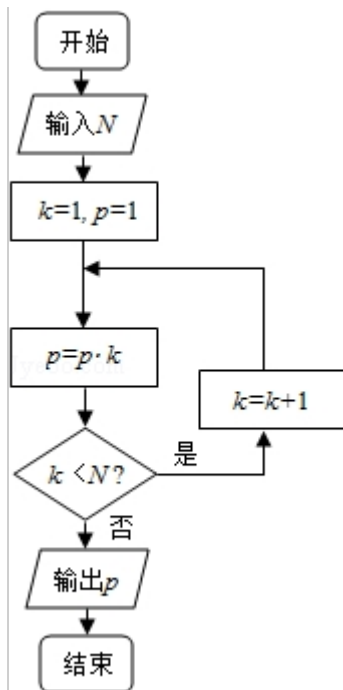 开始
输入N
k=1, p=1
p=p·k
k=k+1
k<N?
是
否
输出p
结束